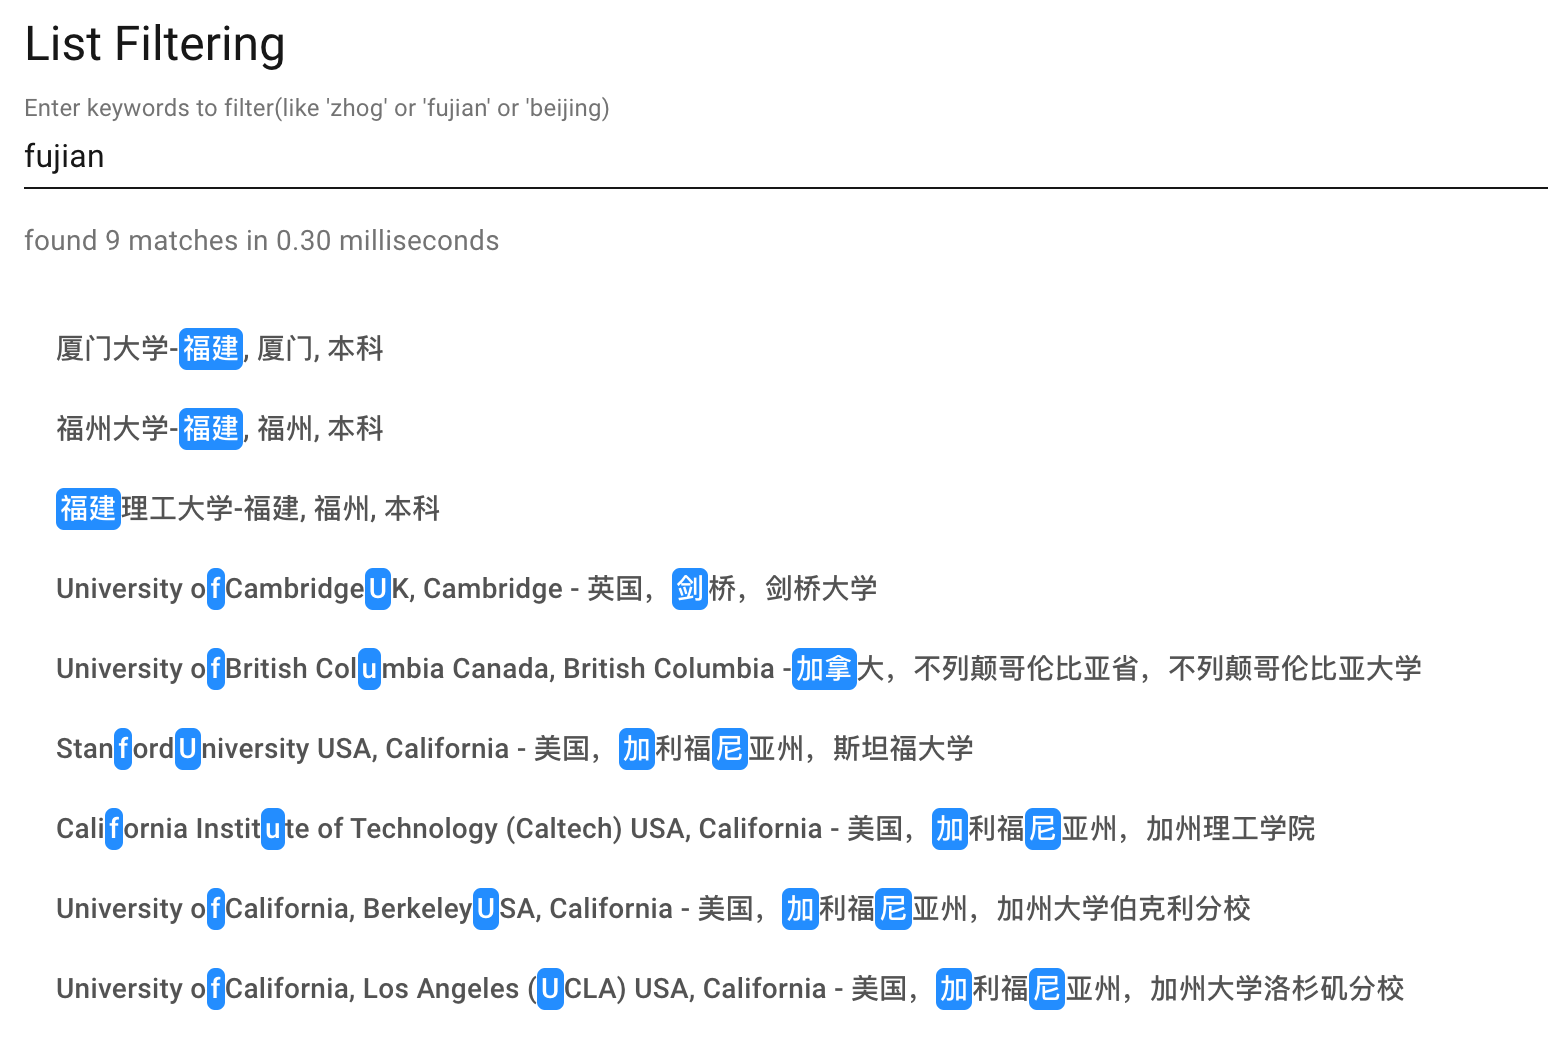 List Filtering
Enter keywords to filter(like 'zhog' or 'fujian' or 'beijing)
fujian
found 9 matches in 0.30 milliseconds
厦门大学-福建, 厦门, 本科
福州大学-福建, 福州, 本科
福建理工大学-福建, 福州, 本科
University of Cambridge UK, Cambridge - 英国，剑桥，剑桥大学
University of British Columbia Canada, British Columbia - 加拿大，不列颠哥伦比亚省，不列颠哥伦比亚大学
Stanford University USA, California - 美国，加利福尼亚州，斯坦福大学
California Institute of Technology (Caltech) USA, California - 美国，加利福尼亚州，加州理工学院
University of California, Berkeley USA, California - 美国，加利福尼亚州，加州大学伯克利分校
University of California, Los Angeles (UCLA) USA, California - 美国，加利福尼亚州，加州大学洛杉矶分校